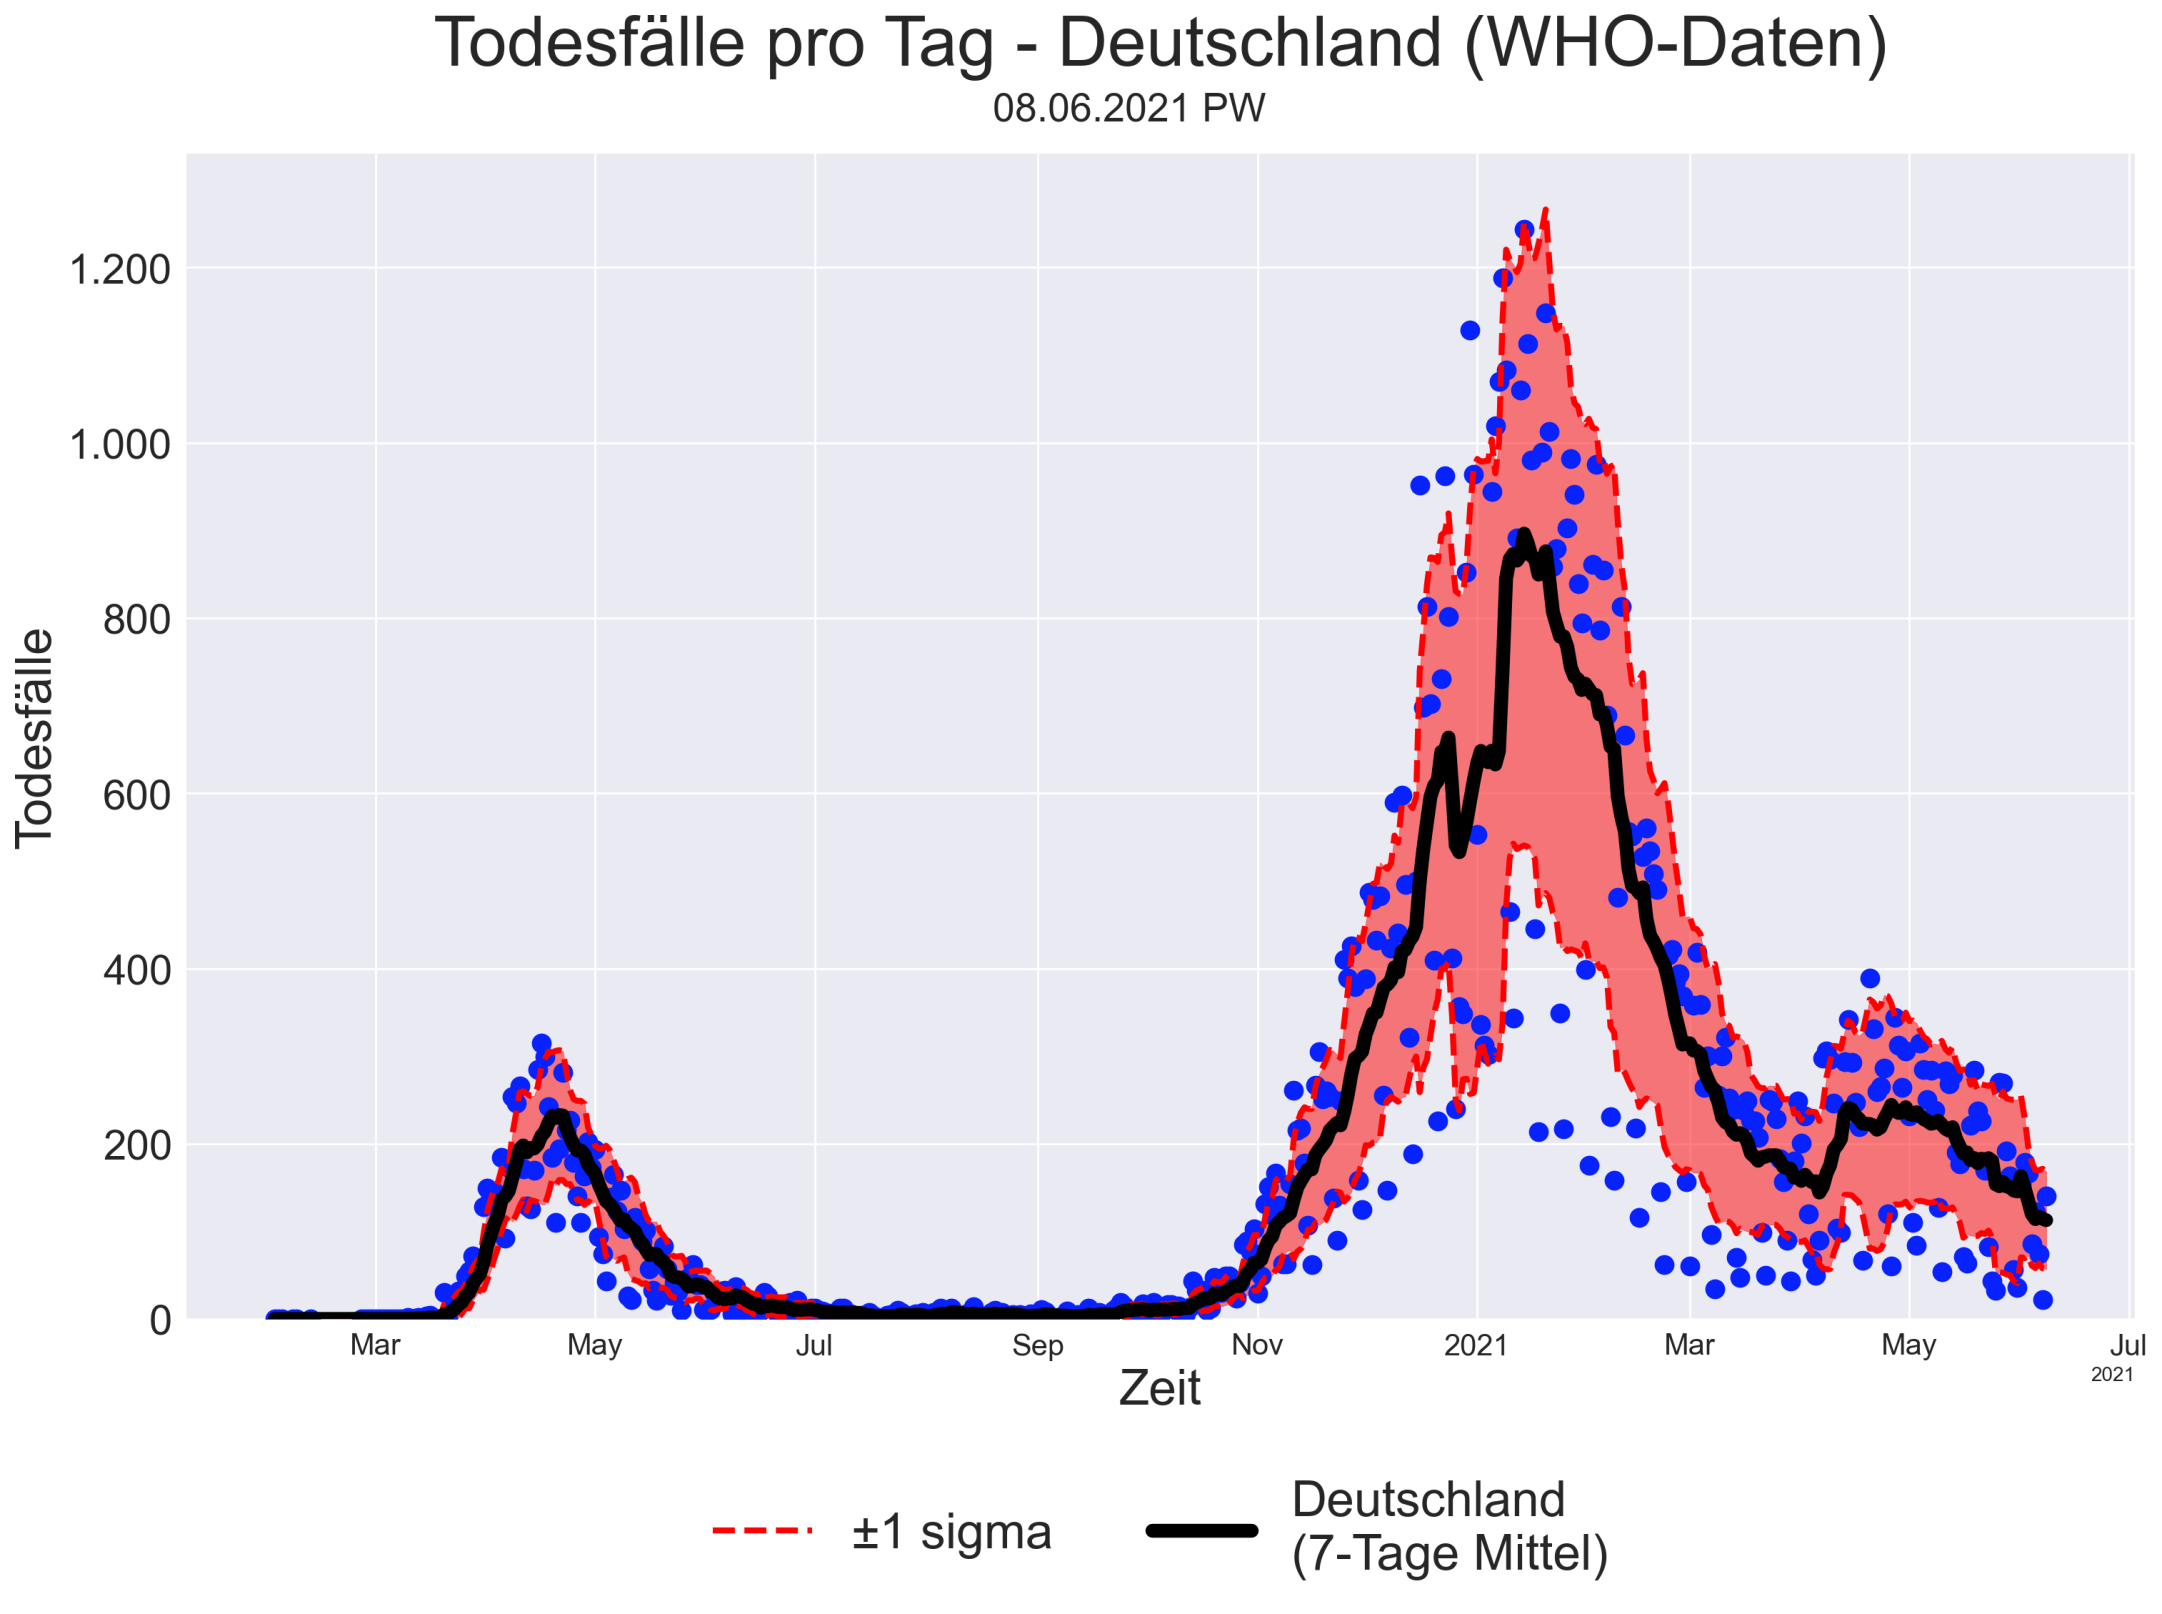 Todesfälle pro Tag - Deutschland (WHO-Daten)
08.06.2021 PW
Todesfälle
1.200
1.000
800
600
400
200
0
Mar May Jul Sep Nov 2021 Mar May Jul
2021
Zeit
±1 sigma
Deutschland
(7-Tage Mittel)